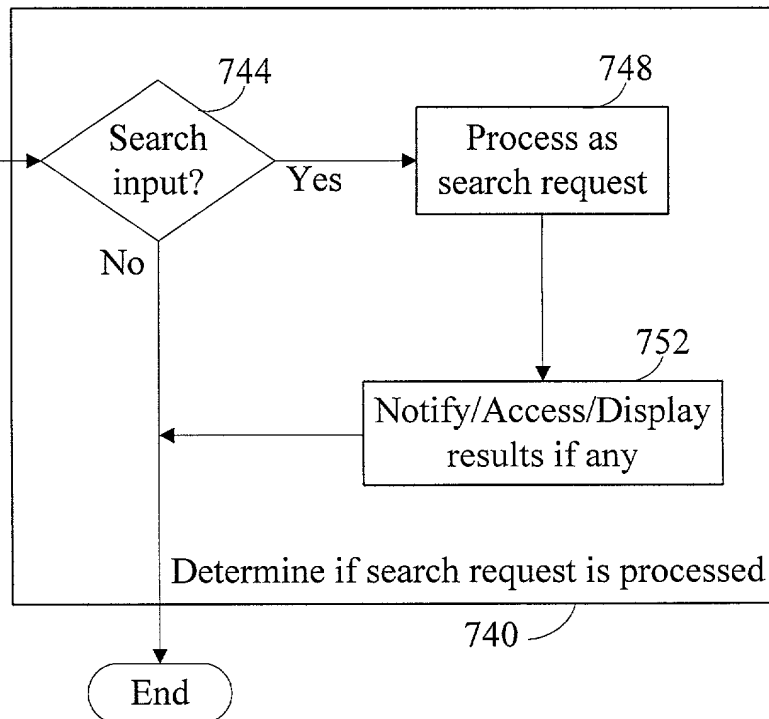 744
748
Search
input?
Yes
Process as
search request
No
752
Notify/Access/Display
results if any
Determine if search request is processed
740
End